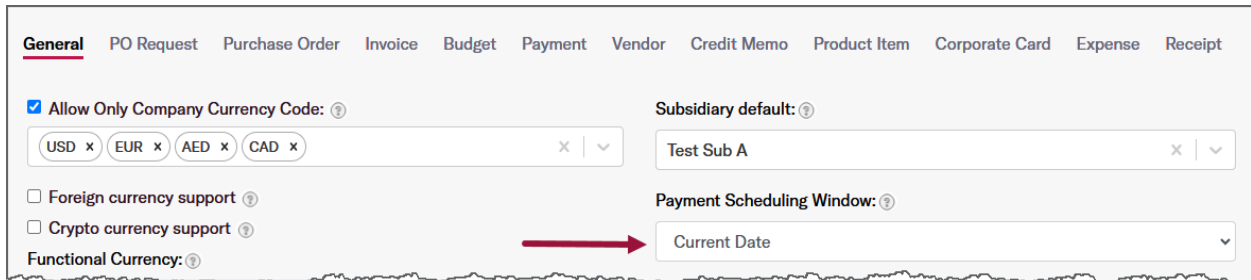 General PO Request Purchase Order Invoice Budget Payment Vendor Credit Memo Product Item Corporate Card Expense Receipt
Allow Only Company Currency Code: ?
USD × EUR × AED × CAD ×
Foreign currency support ?
Crypto currency support ?
Functional Currency: ?
Subsidiary default: ?
Test Sub A
Payment Scheduling Window: ?
Current Date